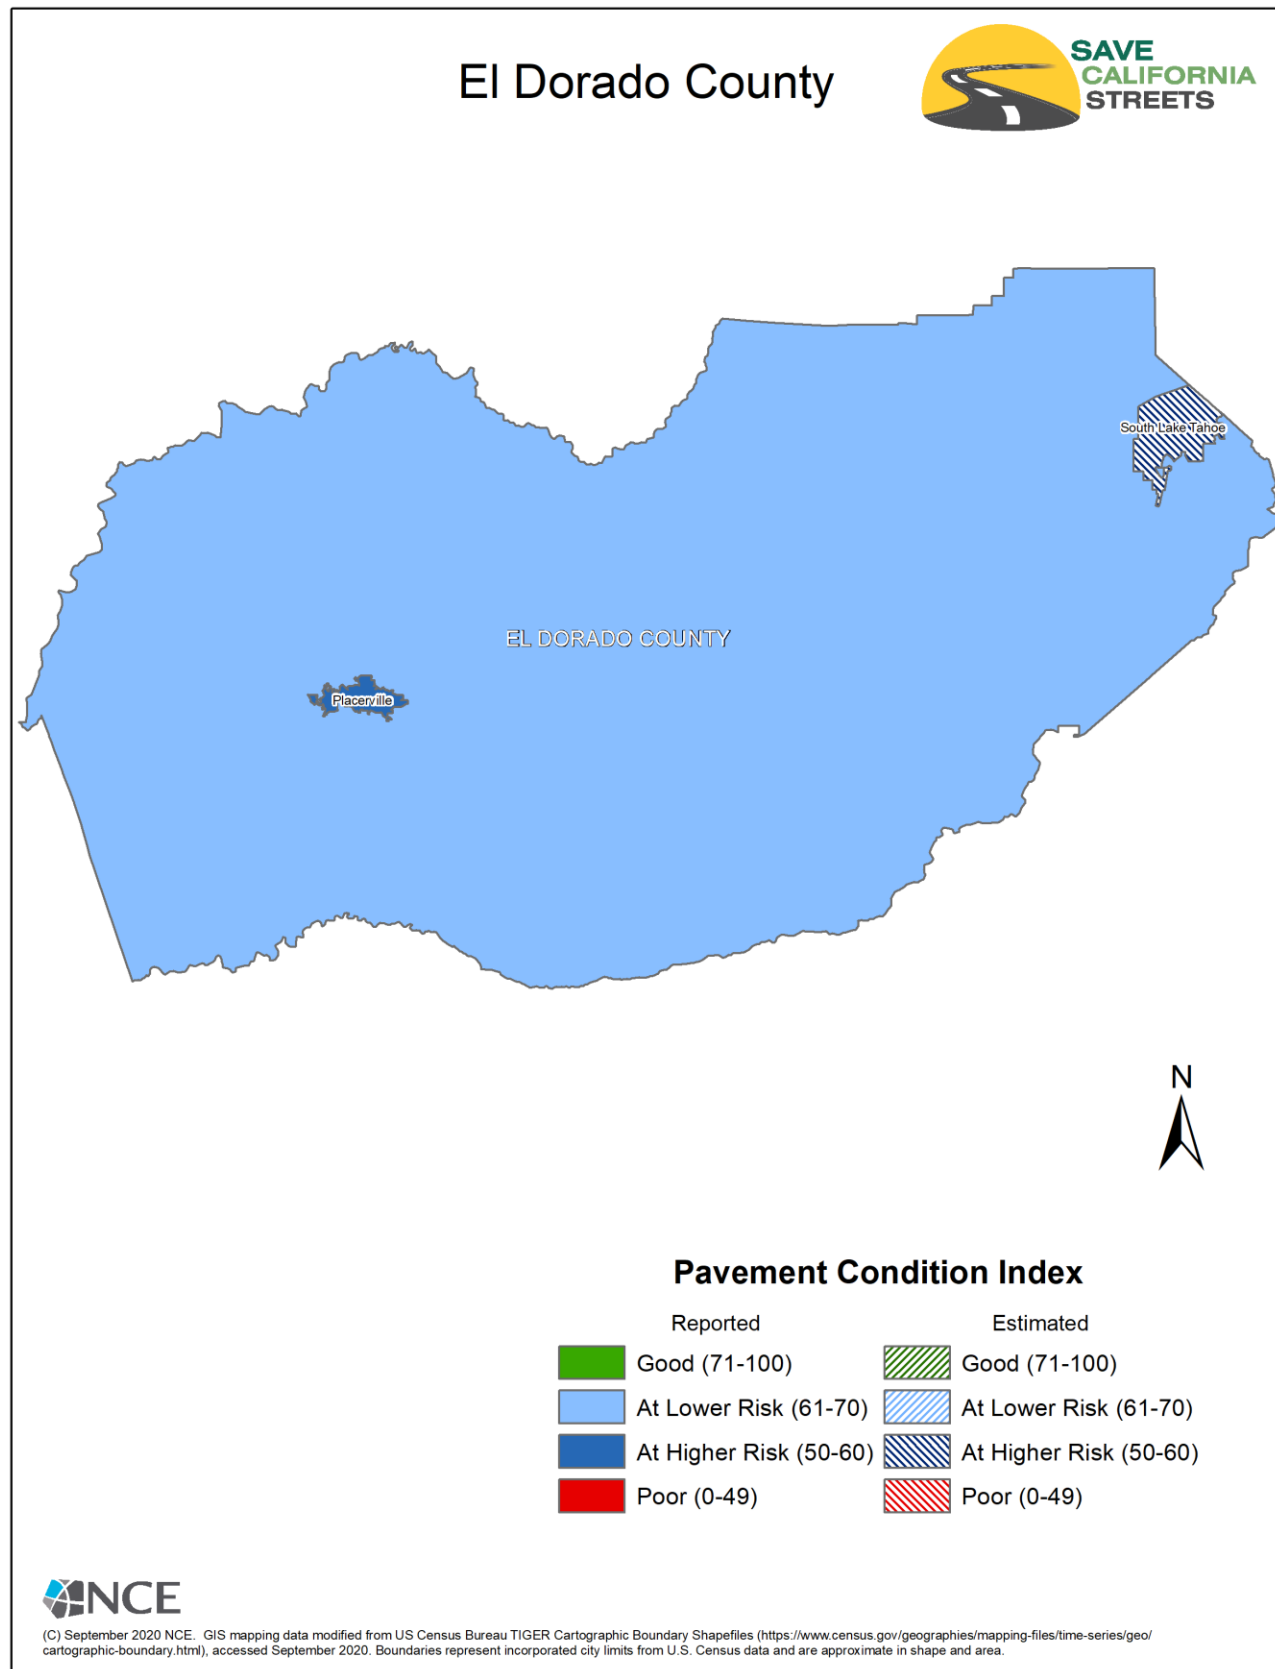 El Dorado County
SAVE
CALIFORNIA
STREETS
South Lake Tahoe
EL DORADO COUNTY
Placerville
N
Pavement Condition Index
Reported
Estimated
Good (71-100)
Good (71-100)
At Lower Risk (61-70)
At Lower Risk (61-70)
At Higher Risk (50-60)
At Higher Risk (50-60)
Poor (0-49)
Poor (0-49)
NCE
(C) September 2020 NCE. GIS mapping data modified from US Census Bureau TIGER Cartographic Boundary Shapefiles (https://www.census.gov/geographies/mapping-files/time-series/geo/
cartographic-boundary.html), accessed September 2020. Boundaries represent incorporated city limits from U.S. Census data and are approximate in shape and area.